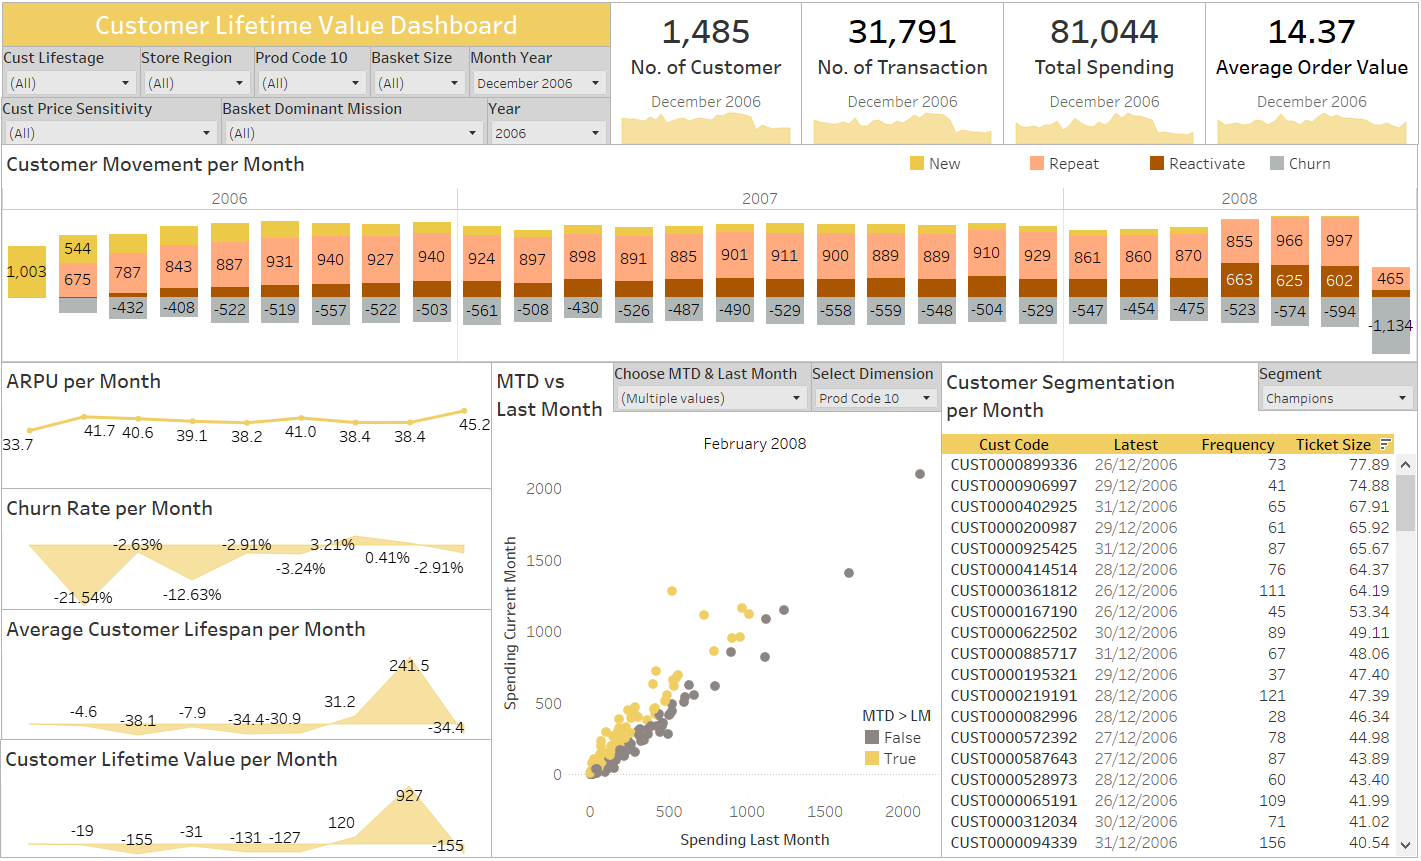 Customer Lifetime Value Dashboard
Cust Lifestage
(All)
Store Region
(All)
Prod Code 10
(All)
Basket Size
(All)
Month Year
December 2006
Cust Price Sensitivity
(All)
Basket Dominant Mission
(All)
Year
2006
1,485
No. of Customer
December 2006
31,791
No. of Transaction
December 2006
81,044
Total Spending
December 2006
14.37
Average Order Value
December 2006
Customer Movement per Month
New
Repeat
Reactivate
Churn
2006 2007 2008
1,003
544
675
787
-432
843
-408
887
-522
931
-519
940
-557
927
-522
940
-503
924
-561
897
-508
898
-430
891
-526
885
-487
901
-490
911
-529
900
-558
889
-559
889
-548
910
-504
929
-529
861
-547
860
-454
870
-475
855
663
-523
966
625
-574
997
602
-594
465
-1,134
ARPU per Month
33.7 41.7 40.6 39.1 38.2 41.0 38.4 38.4 45.2
Churn Rate per Month
-21.54% -2.63% -12.63% -2.91% -3.24% 3.21% 0.41% -2.91%
Average Customer Lifespan per Month
-4.6 -38.1 -7.9 -34.4 -30.9 31.2 241.5 -34.4
Customer Lifetime Value per Month
-19 -155 -31 -131 -127 120 927 -155
MTD vs
Last Month
Choose MTD & Last Month
(Multiple values)
Select Dimension
Prod Code 10
February 2008
Spending Current Month
2000
1500
1000
500
0
0 500 1000 1500 2000
Spending Last Month
MTD > LM
False
True
Customer Segmentation
per Month
Segment
Champions
Cust Code Latest Frequency Ticket Size
CUST0000899336 26/12/2006 73 77.89
CUST0000906997 29/12/2006 41 74.88
CUST0000402925 31/12/2006 65 67.91
CUST0000200987 29/12/2006 61 65.92
CUST0000925425 31/12/2006 87 65.67
CUST0000414514 28/12/2006 76 64.37
CUST0000361812 26/12/2006 111 64.19
CUST0000167190 26/12/2006 45 53.34
CUST0000622502 30/12/2006 89 49.11
CUST0000885717 31/12/2006 67 48.06
CUST0000195321 29/12/2006 37 47.40
CUST0000219191 28/12/2006 121 47.39
CUST0000082996 28/12/2006 28 46.34
CUST0000572392 27/12/2006 78 44.98
CUST0000587643 27/12/2006 87 43.89
CUST0000528973 28/12/2006 60 43.40
CUST0000065191 26/12/2006 109 41.99
CUST0000312034 30/12/2006 71 41.02
CUST0000094339 31/12/2006 156 40.54